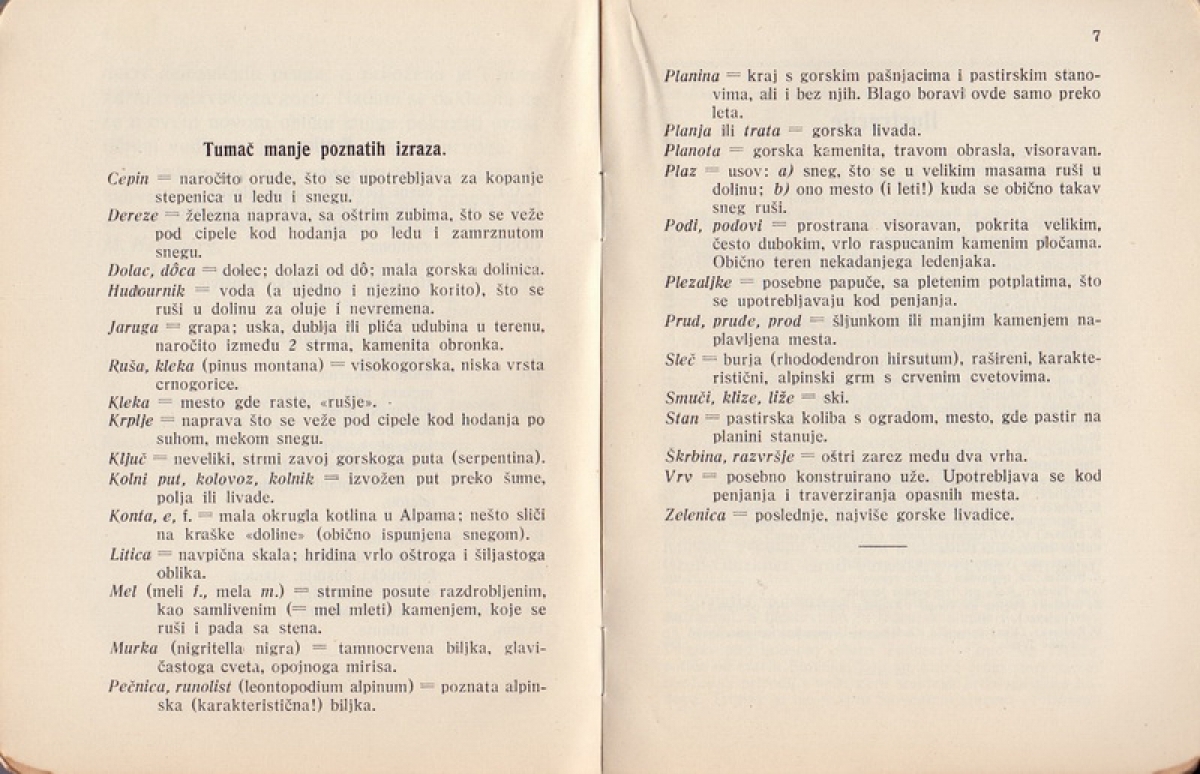 Tumač manje poznatih izraza.
Cepin = naročito oruđe, što se upotrebljava za kopanje
stepenica u ledu i snegu.
Dereze = železna naprava, sa oštrim zubima, što se veže
pod cipele kod hodanja po ledu i zamrznutom
snegu.
Dolac, dôca = dolec; dolazi od dô; mala gorska dolinica.
Hudournik = voda (a ujedno i njezino korito), što se
ruši u dolinu za oluje i nevremena.
Jaruga = grapa; uska, dublja ili plića udubina u terenu,
naročito između 2 strma, kamenita obronka.
Ruša, kleka (pinus montana) = visokogorska, niska vrsta
crnogorice.
Kleka = mesto gde raste, «rušje».
Krplje = naprava što se veže pod cipele kod hodanja po
suhom, mekom snegu.
Ključ = neveliki, strmi zavoj gorskoga puta (serpentina).
Kolni put, kolovoz, kolnik = izvožen put preko šume,
polja ili livade.
Konta, e, f. = mala okrugla kotlina u Alpama; nešto sliči
na kraške «doline» (obično ispunjena snegom).
Litica = navpična skala; hridina vrlo oštroga i šiljastoga
oblika.
Mel (meli f., mela m.) = strmine posute razdrobljenim,
kao samlivenim (= mel mleti) kamenjem, koje se
ruši i pada sa stena.
Murka (nigritella nigra) = tamnocrvena biljka, glavi-
častoga cveta, opojnoga mirisa.
Pečnica, runolist (leontopodium alpinum) = poznata alpin-
ska (karakteristična!) biljka.
7
Planina = kraj s gorskim pašnjacima i pastirskim stano-
vima, ali i bez njih. Blago boravi ovde samo preko
leta.
Planja ili trata = gorska livada.
Planota = gorska kamenita, travom obrasla, visoravan.
Plaz = usov: a) sneg, što se u velikim masama ruši u
dolinu; b) ono mesto (i leti!) kuda se obično takav
sneg ruši.
Podi, podovi = prostrana visoravan, pokrita velikim,
često dubokim, vrlo raspucanim kamenim pločama.
Obično teren nekadanjega ledenjaka.
Plezaljke = posebne papuče, sa pletenim potplatima, što
se upotrebljavaju kod penjanja.
Prud, prude, prod = šljunkom ili manjim kamenjem na-
plavljena mesta.
Sleč = burja (rhododendron hirsutum), rašireni, karakte-
ristični, alpinski grm s crvenim cvetovima.
Smuči, klize, liže = ski.
Stan = pastirska koliba s ogradom, mesto, gde pastir na
planini stanuje.
Škrbina, razvršje = oštri zarez među dva vrha.
Vrv = posebno konstruirano uže. Upotrebljava se kod
penjanja i traverziranja opasnih mesta.
Zelenica = poslednje, najviše gorske livadice.